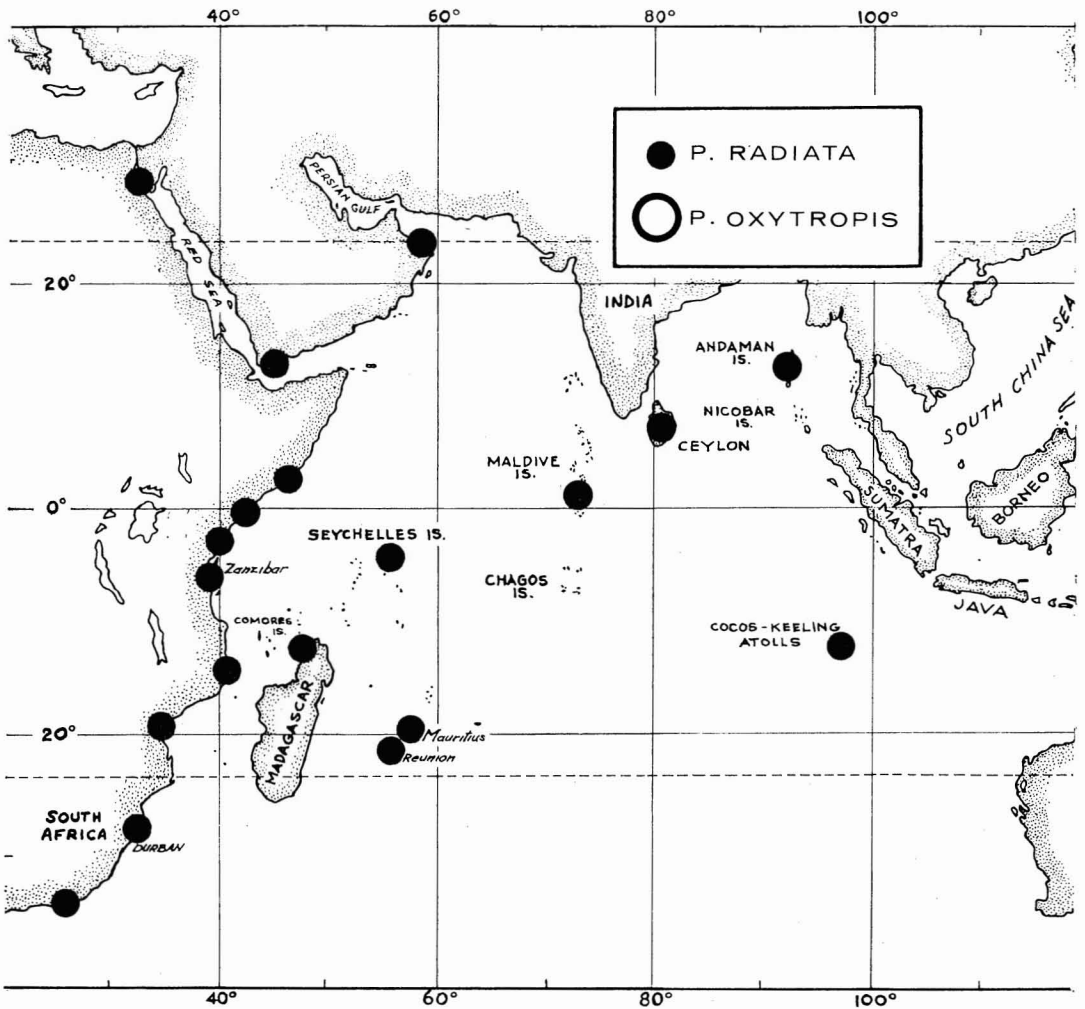 40°
60°
80°
100°
P. RADIATA
P. OXYTROPIS
PERSIAN GULF
RED SEA
20°
INDIA
ANDAMAN
IS.
SOUTH CHINA SEA
NICOBAR
IS.
CEYLON
MALDIVE
IS.
SUMATRA
BORNEO
0°
SEYCHELLES IS.
Zanzibar
CHAGOS
IS.
JAVA
COMORES
IS.
COCOS-KEELING
ATOLLS
MADAGASCAR
20°
Mauritius
Reunion
SOUTH
AFRICA
DURBAN
40°
60°
80°
100°